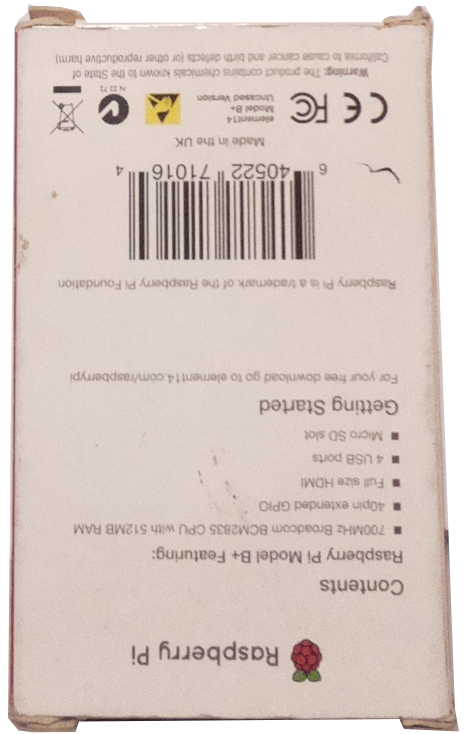 Raspberry Pi
Contents
Raspberry Pi Model B+ Featuring:
■ 700MHz Broadcom BCM2835 CPU with 512MB RAM
■ 40pin extended GPIO
■ Full size HDMI
■ 4 USB ports
■ Micro SD slot
Getting Started
For your free download go to element14.com/raspberrypi
Raspberry Pi is a trademark of the Raspberry Pi Foundation
6 40522 71016 4
Made in the UK
CE FC element14
Model B+
Uncased Version
N 2273
Warning: The product contains chemicals known to the State of
California to cause cancer and birth defects (or other reproductive harm).